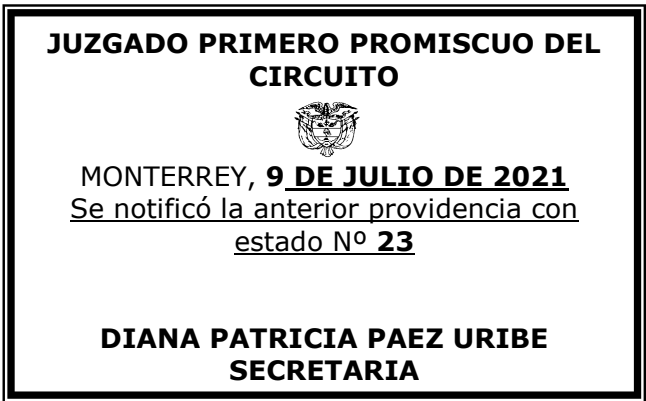 JUZGADO PRIMERO PROMISCUO DEL
CIRCUITO
MONTERREY, 9 DE JULIO DE 2021
Se notificó la anterior providencia con
estado Nº 23
DIANA PATRICIA PAEZ URIBE
SECRETARIA